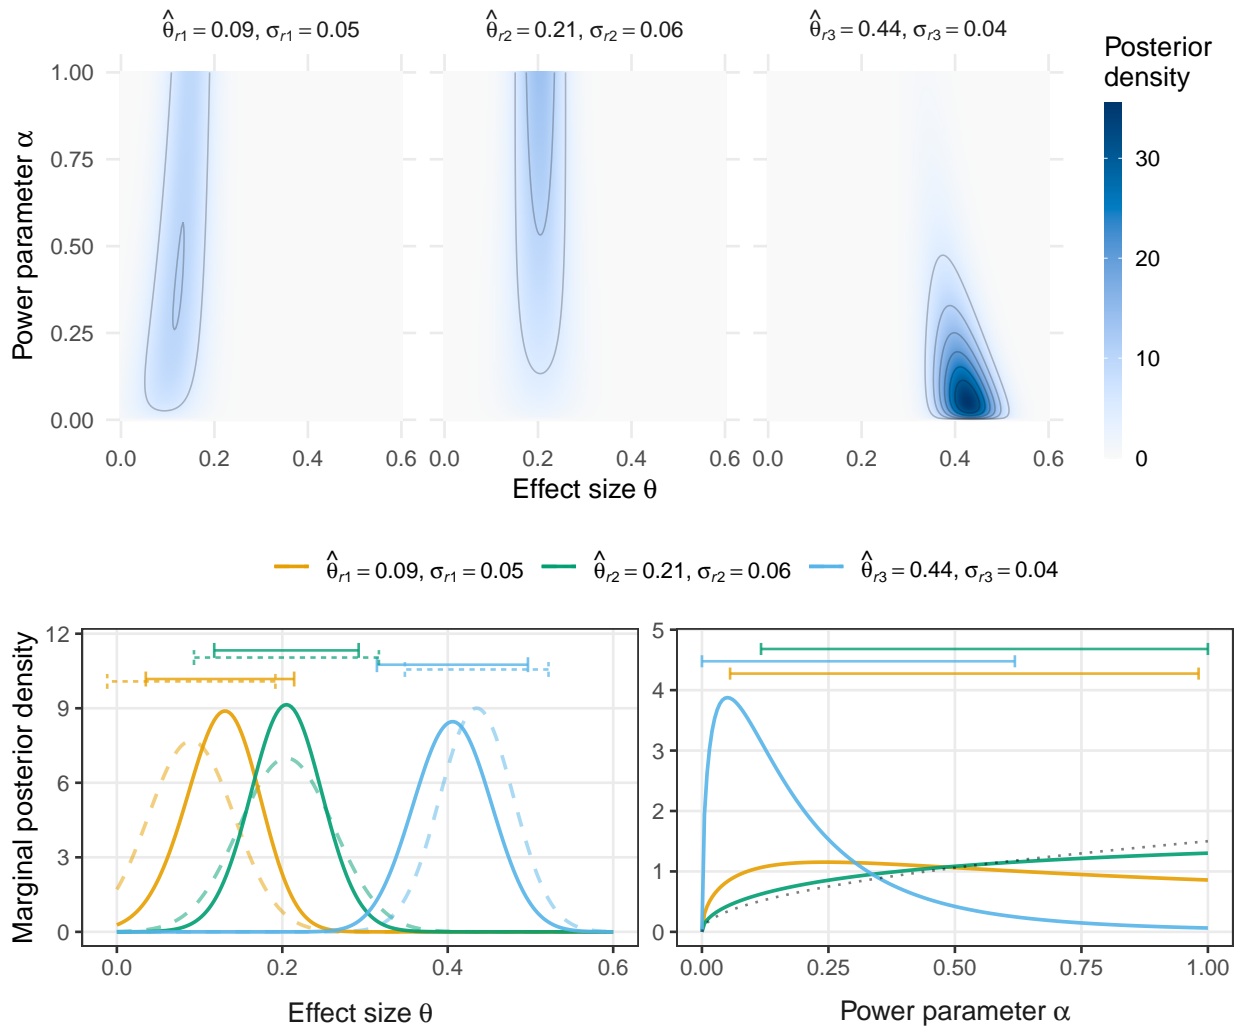 θ̂r1 = 0.09, σr1 = 0.05
θ̂r2 = 0.21, σr2 = 0.06
θ̂r3 = 0.44, σr3 = 0.04
Posterior
density
30
20
10
0
Power parameter α
1.00
0.75
0.50
0.25
0.00
0.0 0.2 0.4 0.6
0.0 0.2 0.4 0.6
0.0 0.2 0.4 0.6
Effect size θ
θ̂r1 = 0.09, σr1 = 0.05
θ̂r2 = 0.21, σr2 = 0.06
θ̂r3 = 0.44, σr3 = 0.04
Marginal posterior density
12
9
6
3
0
0.0 0.2 0.4 0.6
Effect size θ
5
4
3
2
1
0
0.00 0.25 0.50 0.75 1.00
Power parameter α